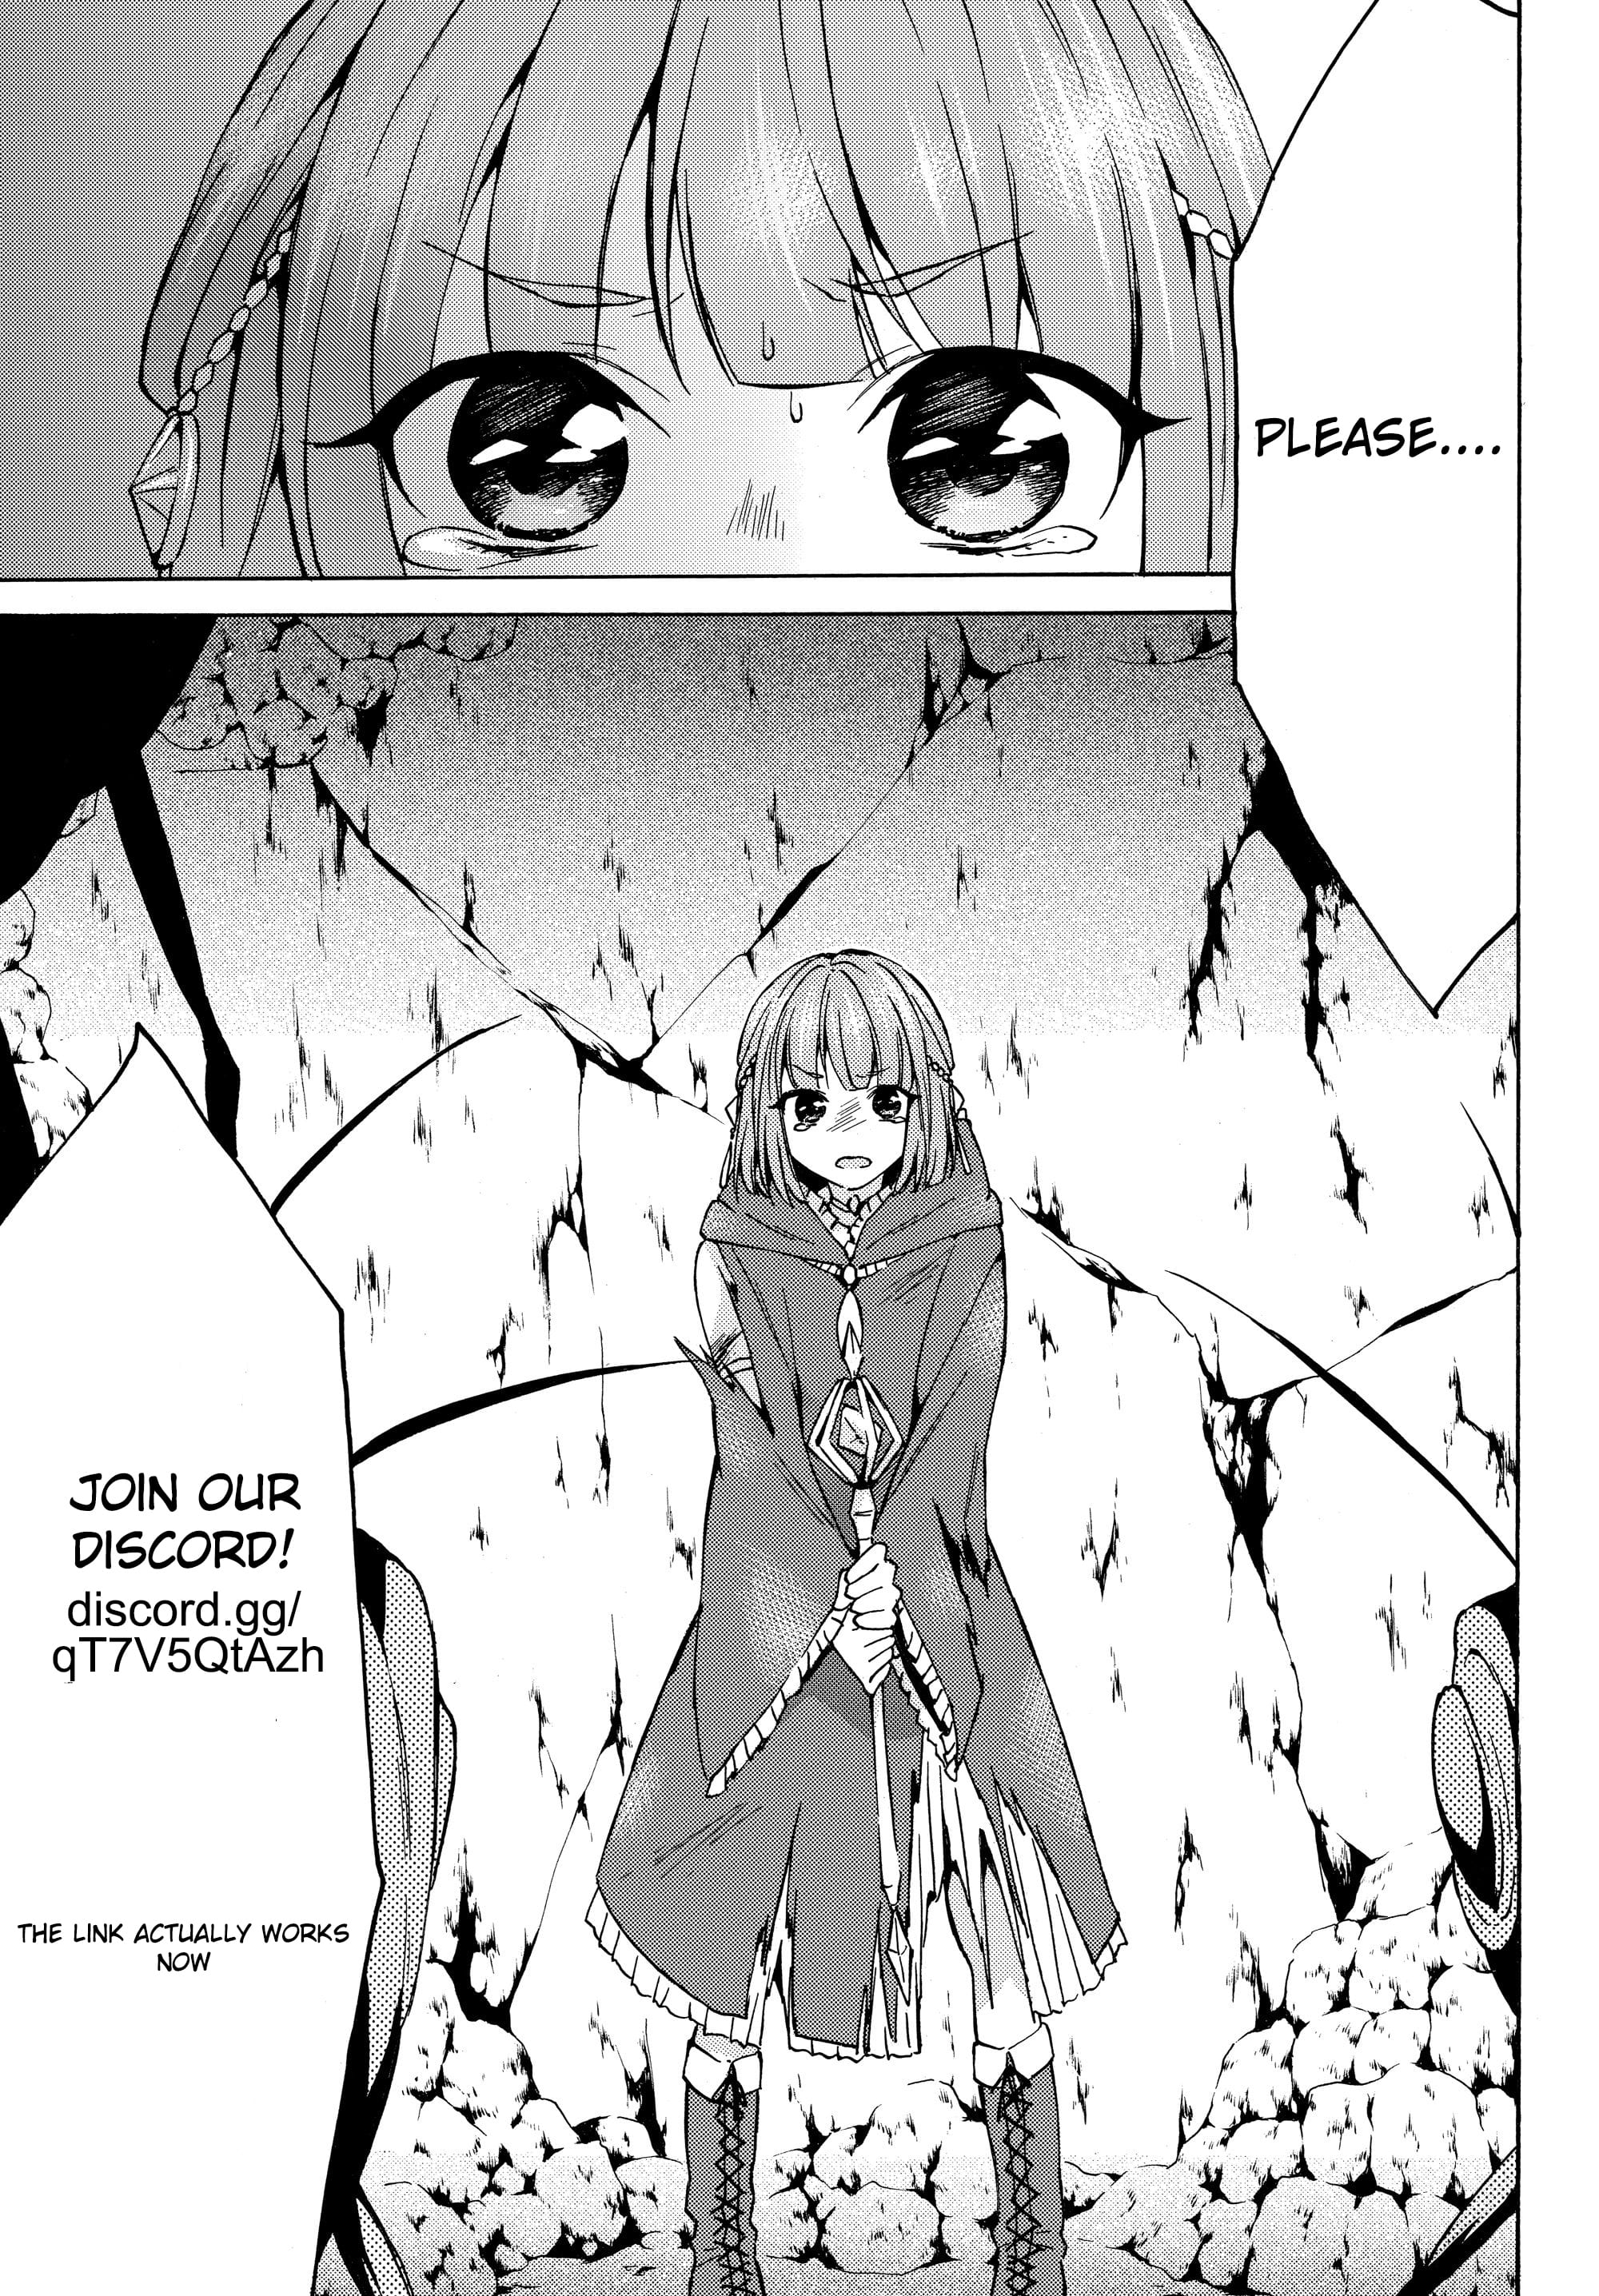 PLEASE....
JOIN OUR
DISCORD!
discord.gg/
qT7V5QtAzh
THE LINK ACTUALLY WORKS
NOW